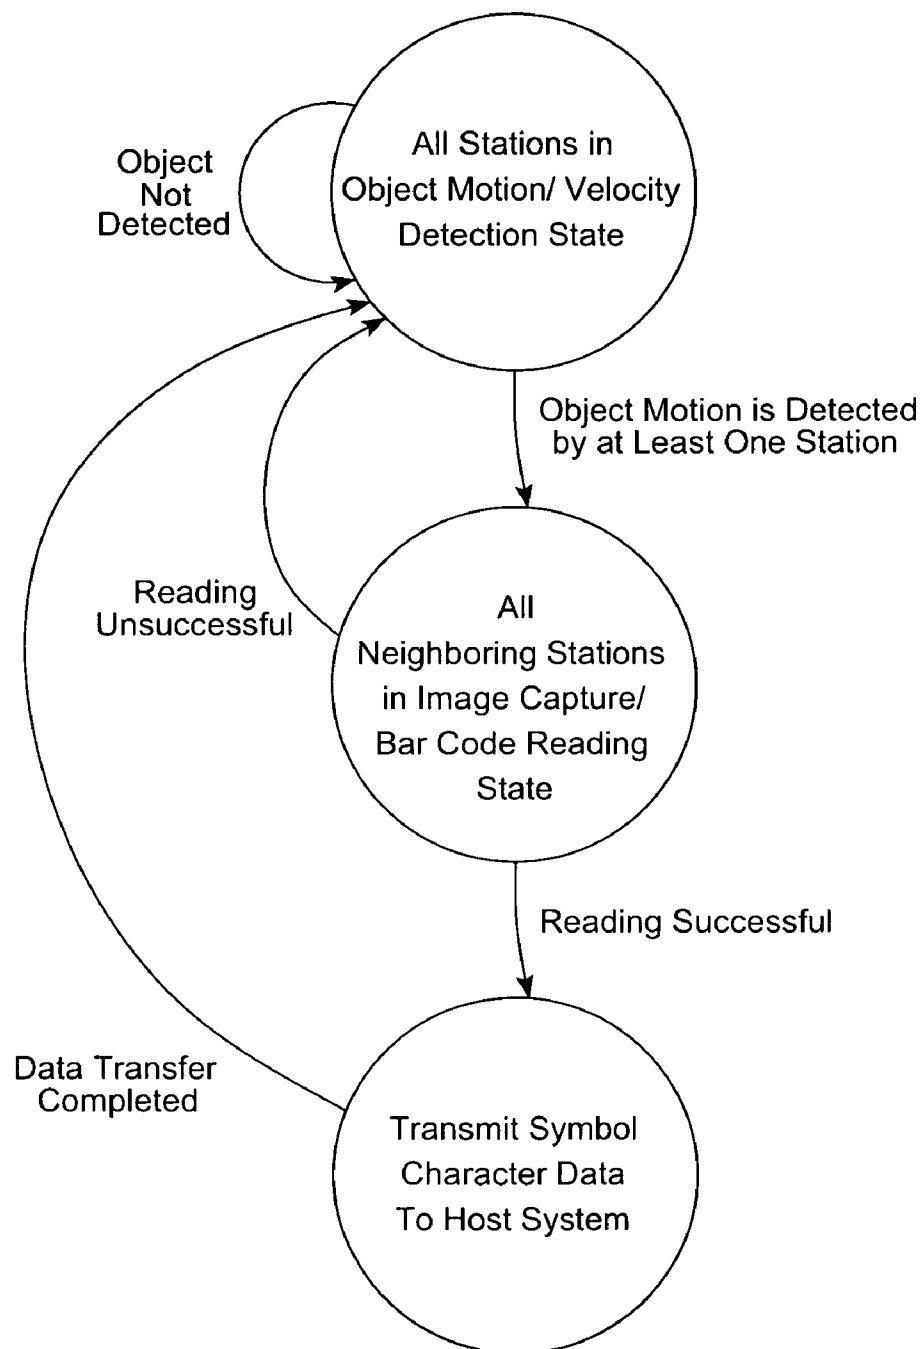 All Stations in
Object Motion/ Velocity
Detection State
Object
Not
Detected
Object Motion is Detected
by at Least One Station
Reading
Unsuccessful
All
Neighboring Stations
in Image Capture/
Bar Code Reading
State
Reading Successful
Data Transfer
Completed
Transmit Symbol
Character Data
To Host System